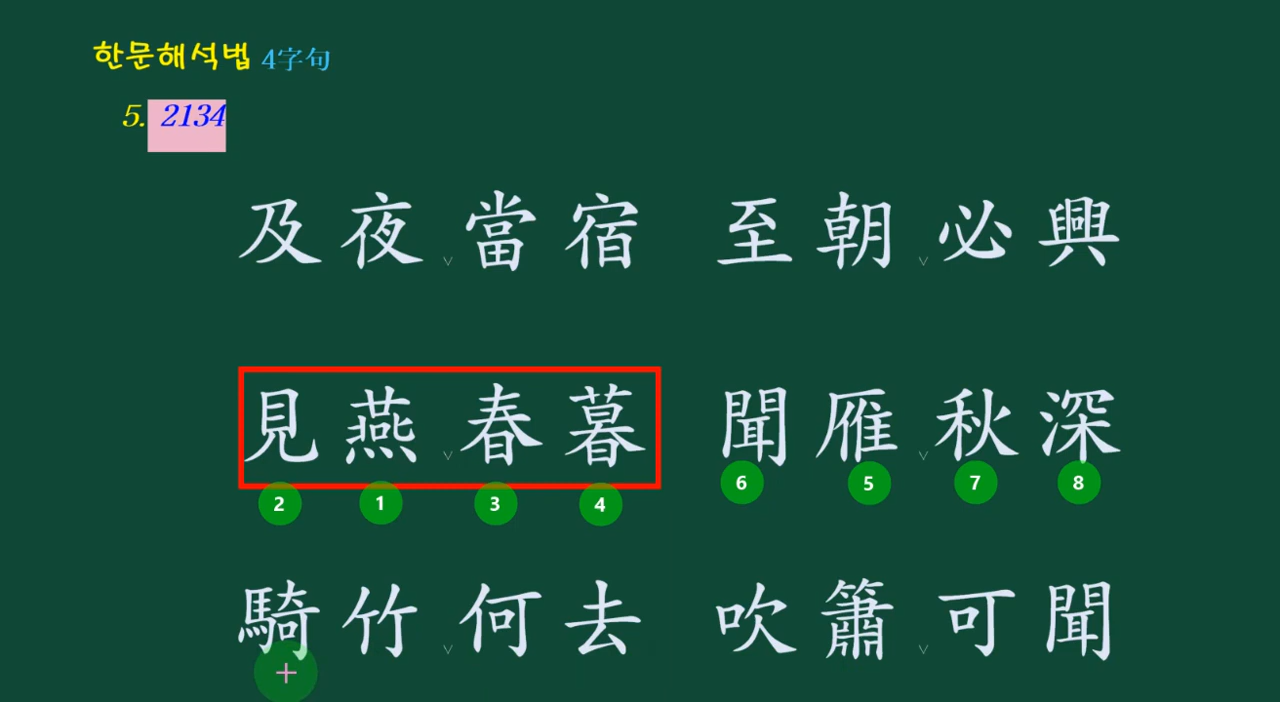 한문해석법 4字句
5. 2134
及夜∨當宿 至朝∨必興
見燕∨春暮 聞雁∨秋深
2 1 3 4 6 5 7 8
騎竹∨何去 吹簫∨可聞